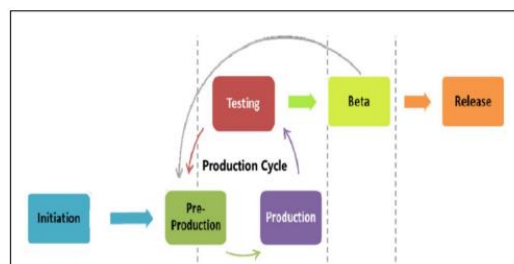 Testing
Beta
Release
Production Cycle
Initiation
Pre-
Production
Production